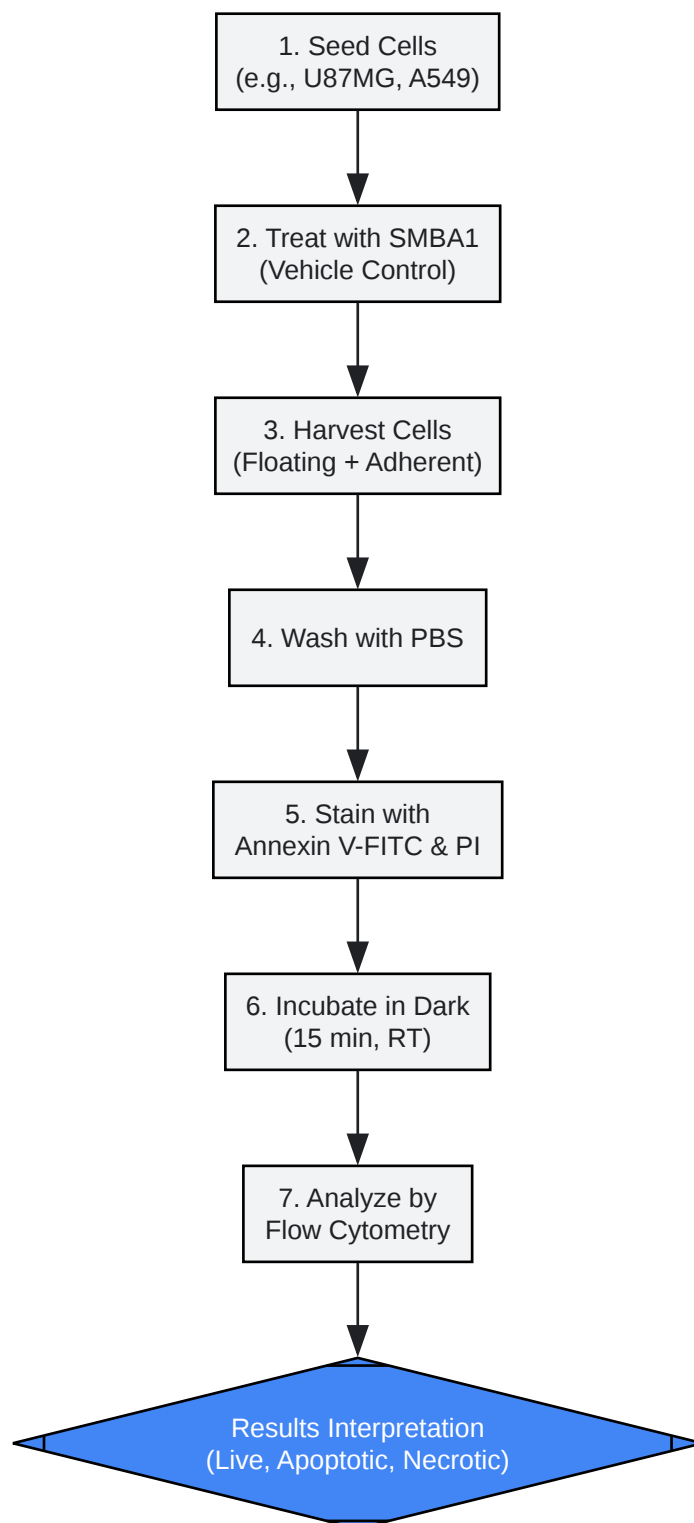 1. Seed Cells
(e.g., U87MG, A549)
2. Treat with SMBA1
(Vehicle Control)
3. Harvest Cells
(Floating + Adherent)
4. Wash with PBS
5. Stain with
Annexin V-FITC & PI
6. Incubate in Dark
(15 min, RT)
7. Analyze by
Flow Cytometry
Results Interpretation
(Live, Apoptotic, Necrotic)